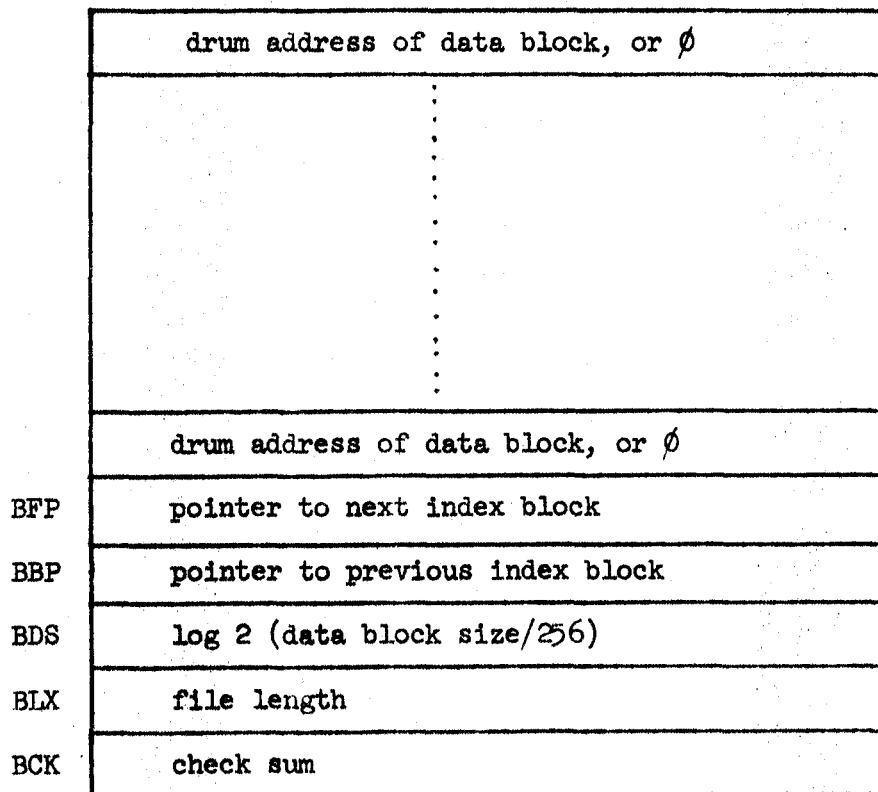 drum address of data block, or ∅
drum address of data block, or ∅
BFP pointer to next index block
BBP pointer to previous index block
BDS log 2 (data block size/256)
BLX file length
BCK check sum